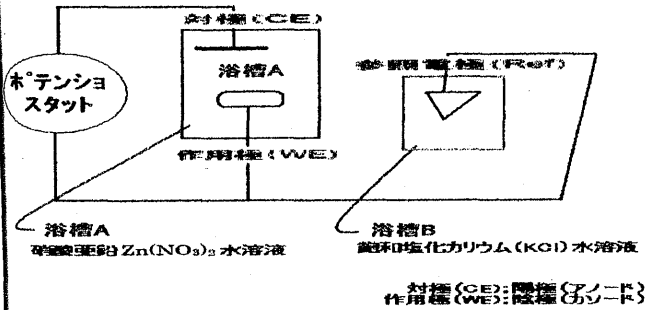 対極(CE)
浴槽A
ポテンショ
スタット
参照電極(Ref)
作用極(WE)
浴槽A
硝酸亜鉛Zn(NO₃)₂水溶液
浴槽B
飽和塩化カリウム(KCl)水溶液
対極(CE):陽極(アノード)
作用極(WE):陰極(カソード)